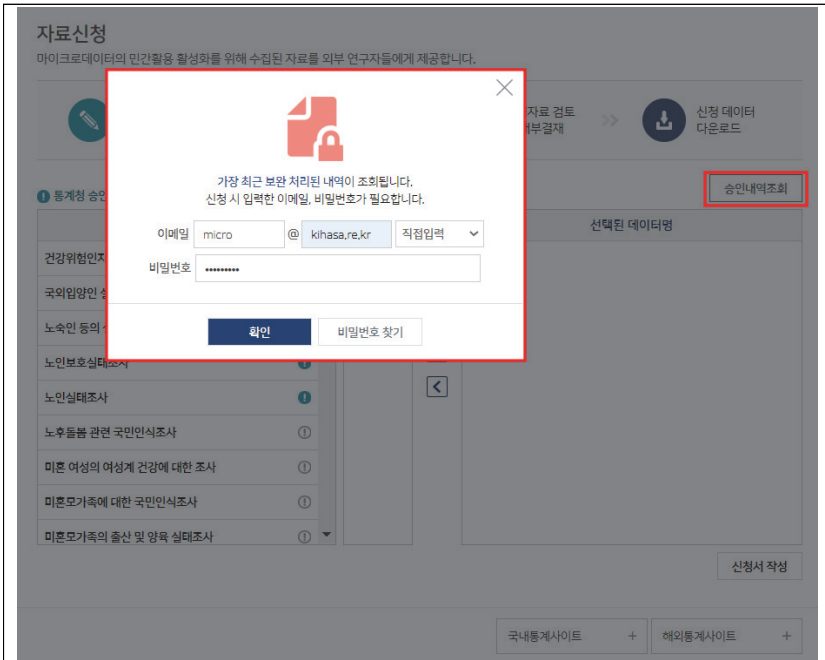 자료신청
마이크로데이터의 민간활용 활성화를 위해 수집된 자료를 외부 연구자들에게 제공합니다.
자료 검토
신청 데이터
다운로드
가장 최근 보완 처리된 내역이 조회됩니다.
신청 시 입력한 이메일, 비밀번호가 필요합니다.
통계청 승인
승인내역조회
선택된 데이터명
이메일 micro @ kihasa,re,kr 직접입력
비밀번호 •••••••••
확인 비밀번호 찾기
건강위험인지
국외입양인
노숙인 등의
노인보호실태조사
노인실태조사
노후돌봄 관련 국민인식조사
미혼 여성의 여성계 건강에 대한 조사
미혼모가족에 대한 국민인식조사
미혼모가족의 출산 및 양육 실태조사
신청서 작성
국내통계사이트 + 해외통계사이트 +